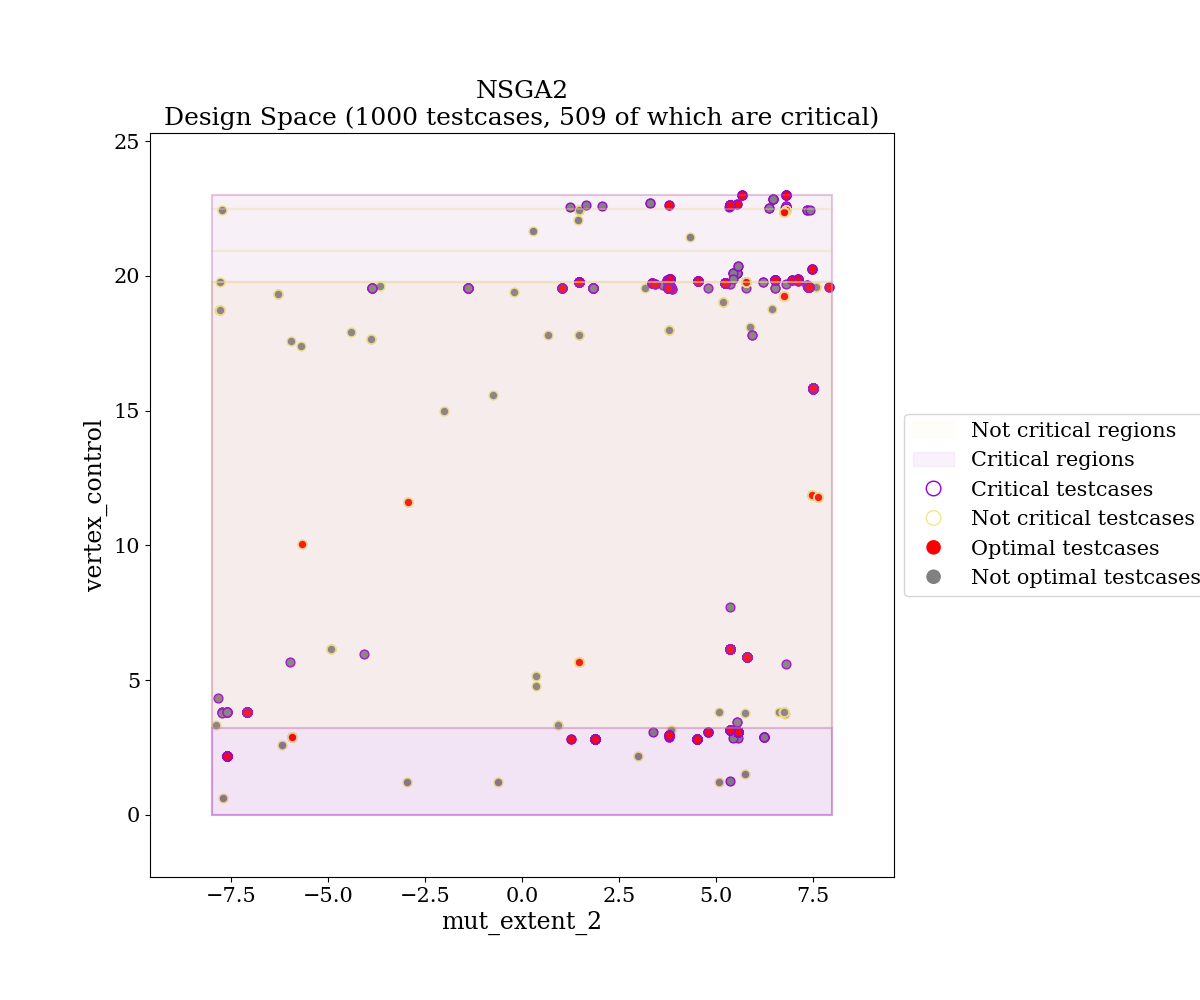 NSGA2
Design Space (1000 testcases, 509 of which are critical)
25
20
15
10
5
0
vertex_control
−7.5
−5.0
−2.5
0.0
2.5
5.0
7.5
mut_extent_2
Not critical regions
Critical regions
Critical testcases
Not critical testcases
Optimal testcases
Not optimal testcases